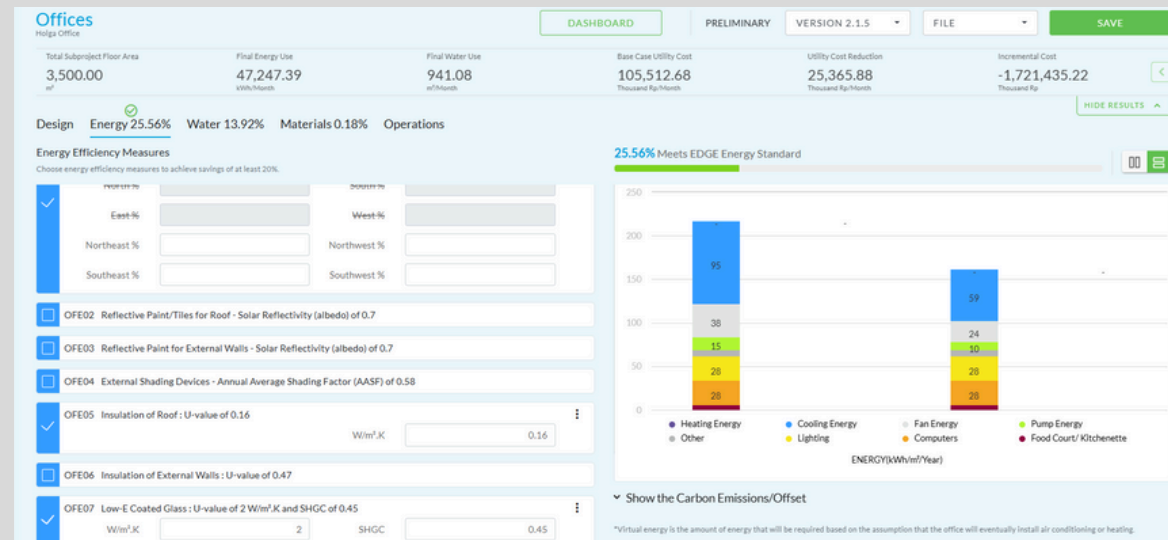 Offices
Holga Office
DASHBOARD
PRELIMINARY
VERSION 2.1.5
FILE
SAVE
Total Subproject Floor Area
3,500.00
m²
Final Energy Use
47,247.39
kWh/Month
Final Water Use
941.08
m³/Month
Base Case Utility Cost
105,512.68
Thousand Rp/Month
Utility Cost Reduction
25,365.88
Thousand Rp/Month
Incremental Cost
-1,721,435.22
Thousand Rp
HIDE RESULTS
Design Energy 25.56% Water 13.92% Materials 0.18% Operations
Energy Efficiency Measures
Choose energy efficiency measures to achieve savings of at least 20%.
North % South %
East % West %
Northeast % Northwest %
Southeast % Southwest %
OFE02 Reflective Paint/Tiles for Roof - Solar Reflectivity (albedo) of 0.7
OFE03 Reflective Paint for External Walls - Solar Reflectivity (albedo) of 0.7
OFE04 External Shading Devices - Annual Average Shading Factor (AASF) of 0.58
OFE05 Insulation of Roof : U-value of 0.16
W/m².K 0.16
OFE06 Insulation of External Walls : U-value of 0.47
OFE07 Low-E Coated Glass : U-value of 2 W/m².K and SHGC of 0.45
W/m².K 2 SHGC 0.45
25.56% Meets EDGE Energy Standard
250
200
150
100
50
0
95
38
15
28
28
59
24
10
28
28
Heating Energy Cooling Energy Fan Energy Pump Energy
Other Lighting Computers Food Court/ Kitchenette
ENERGY(kWh/m²/Year)
Show the Carbon Emissions/Offset
*Virtual energy is the amount of energy that will be required based on the assumption that the office will eventually install air conditioning or heating.